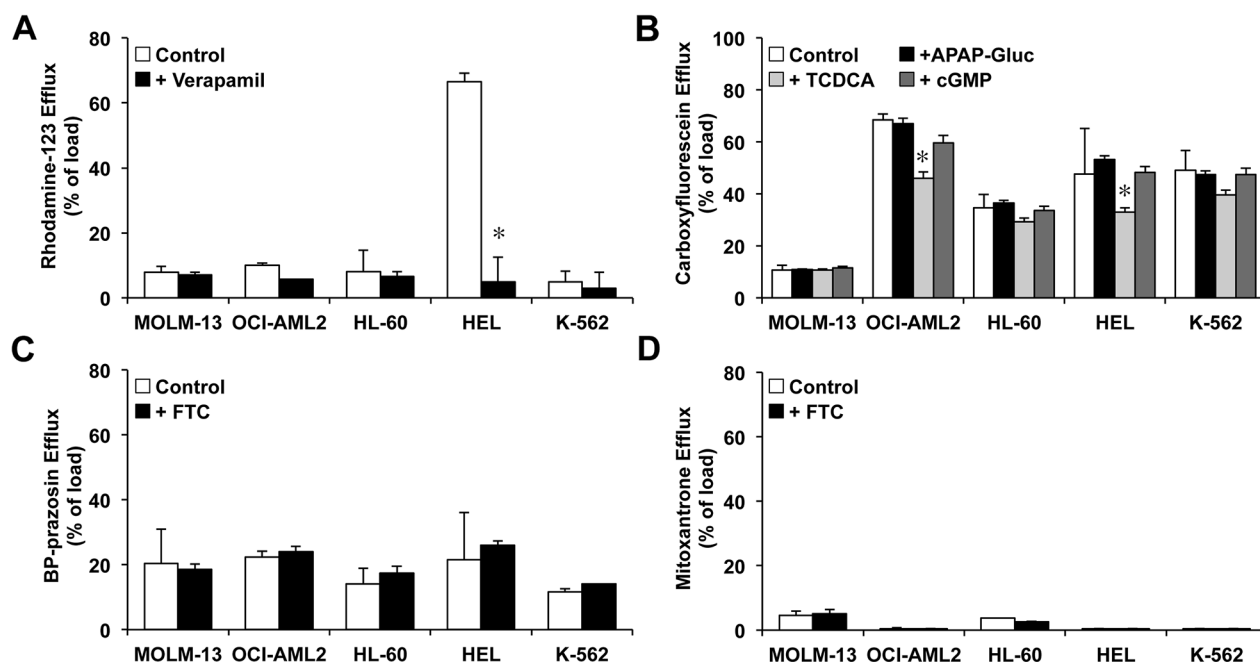 A
Rhodamine-123 Efflux
(% of load)
80
60
40
20
0
Control
+ Verapamil
*
MOLM-13 OCI-AML2 HL-60 HEL K-562
B
Carboxyfluorescein Efflux
(% of load)
100
80
60
40
20
0
Control +APAP-Gluc
+ TCDCA + cGMP
* *
MOLM-13 OCI-AML2 HL-60 HEL K-562
C
BP-prazosin Efflux
(% of load)
80
60
40
20
0
Control
+ FTC
MOLM-13 OCI-AML2 HL-60 HEL K-562
D
Mitoxantrone Efflux
(% of load)
80
60
40
20
0
Control
+ FTC
MOLM-13 OCI-AML2 HL-60 HEL K-562